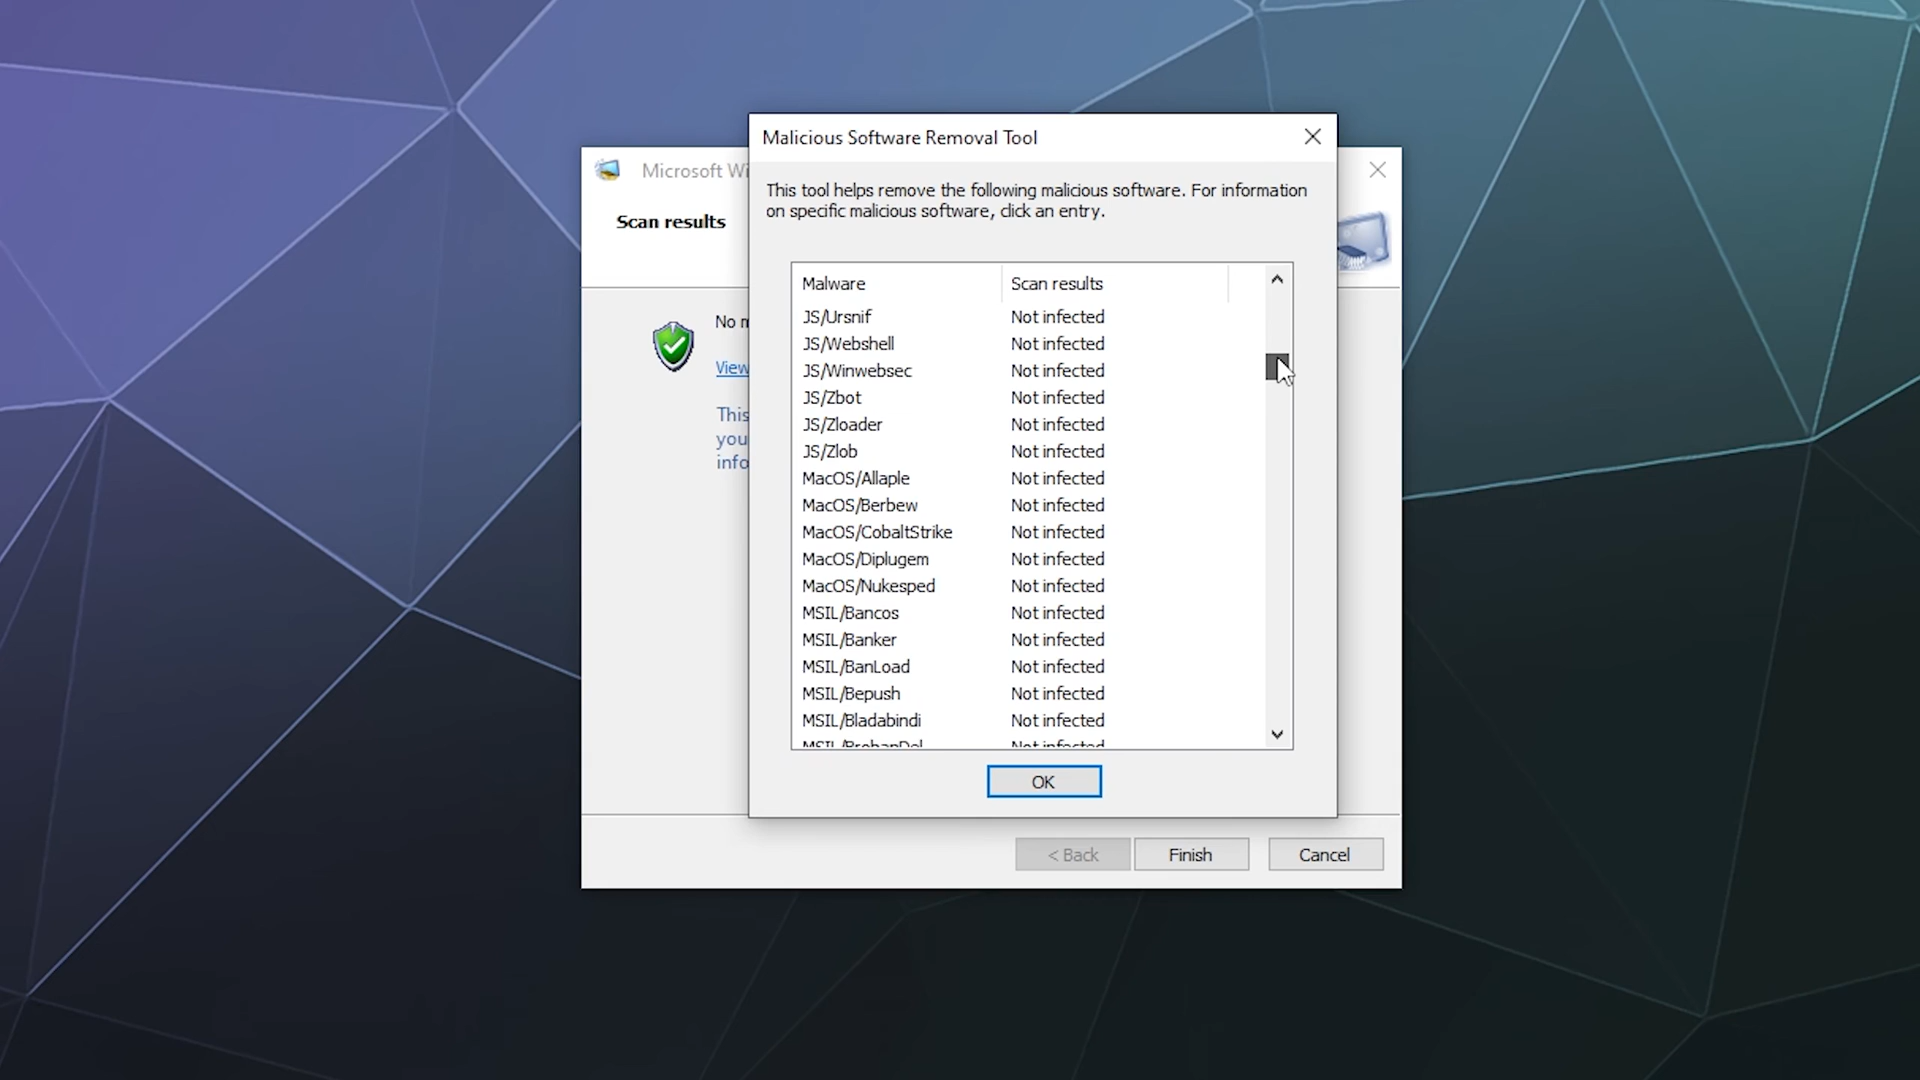 Malicious Software Removal Tool
Microsoft Wi
This tool helps remove the following malicious software. For information
on specific malicious software, click an entry.
Scan results
Malware Scan results
JS/Ursnif Not infected
JS/Webshell Not infected
JS/Winwebsec Not infected
JS/Zbot Not infected
JS/Zloader Not infected
JS/Zlob Not infected
MacOS/Allaple Not infected
MacOS/Berbew Not infected
MacOS/CobaltStrike Not infected
MacOS/Diplugem Not infected
MacOS/Nukesped Not infected
MSIL/Bancos Not infected
MSIL/Banker Not infected
MSIL/BanLoad Not infected
MSIL/Bepush Not infected
MSIL/Bladabindi Not infected
MSIL/BrobanDel Not infected
No
View
This
you
info
OK
< Back Finish Cancel